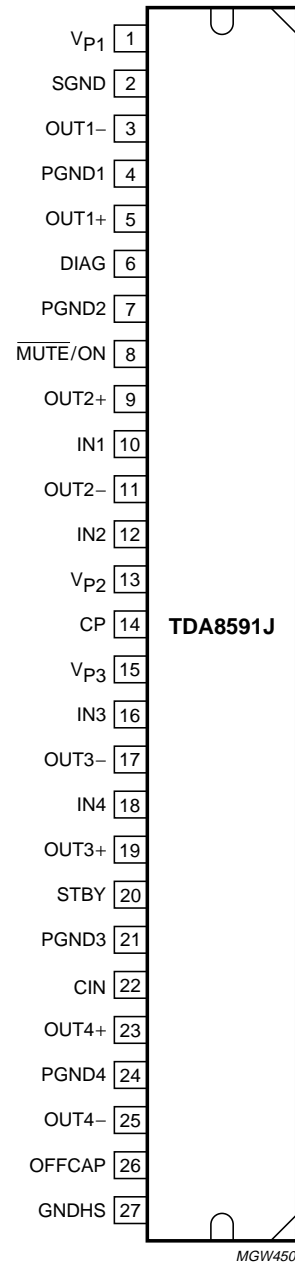 VP1 1
SGND 2
OUT1− 3
PGND1 4
OUT1+ 5
DIAG 6
PGND2 7
MUTE/ON 8
OUT2+ 9
IN1 10
OUT2− 11
IN2 12
VP2 13
CP 14
TDA8591J
VP3 15
IN3 16
OUT3− 17
IN4 18
OUT3+ 19
STBY 20
PGND3 21
CIN 22
OUT4+ 23
PGND4 24
OUT4− 25
OFFCAP 26
GNDHS 27
MGW450